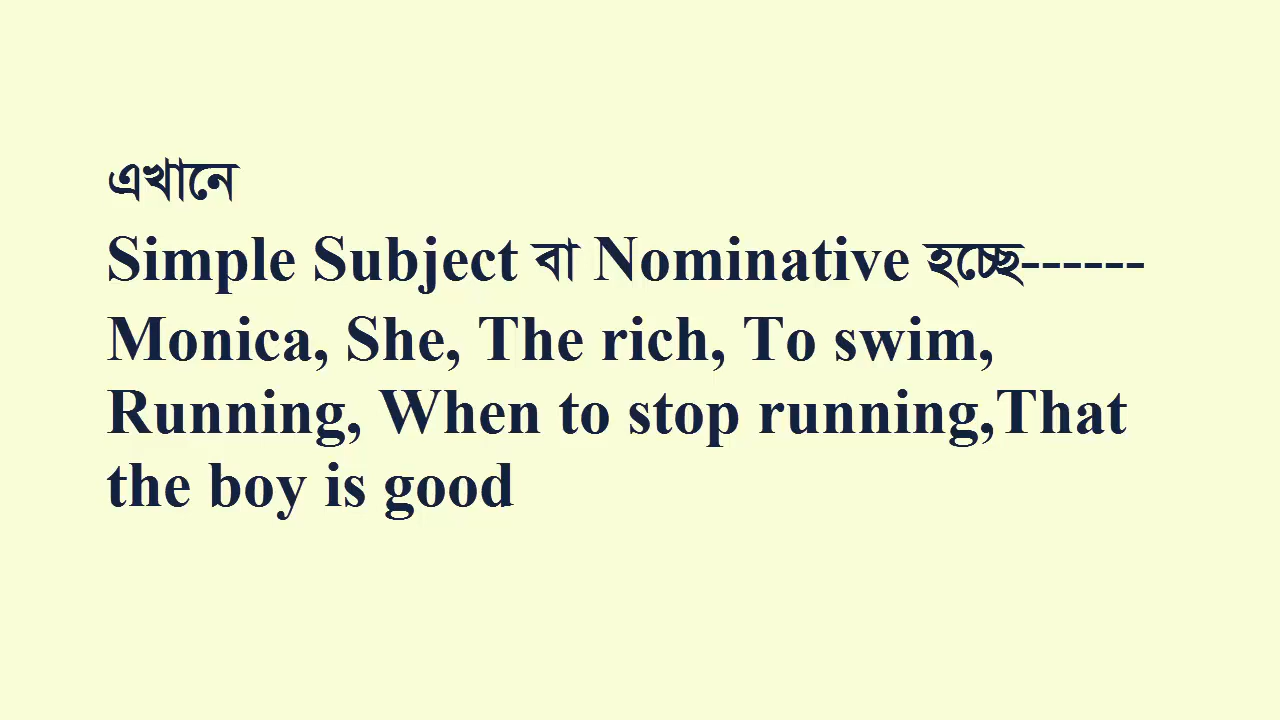 এখানে
Simple Subject বা Nominative হচ্ছে------
Monica, She, The rich, To swim,
Running, When to stop running,That
the boy is good